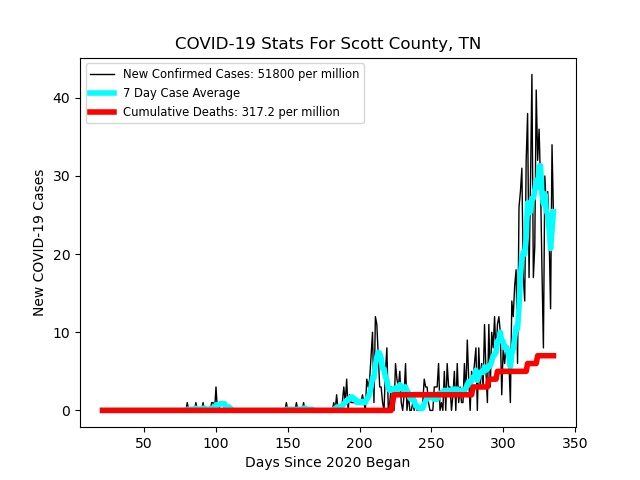 COVID-19 Stats For Scott County, TN
New Confirmed Cases: 51800 per million
7 Day Case Average
Cumulative Deaths: 317.2 per million
New COVID-19 Cases
40
30
20
10
0
50 100 150 200 250 300 350
Days Since 2020 Began